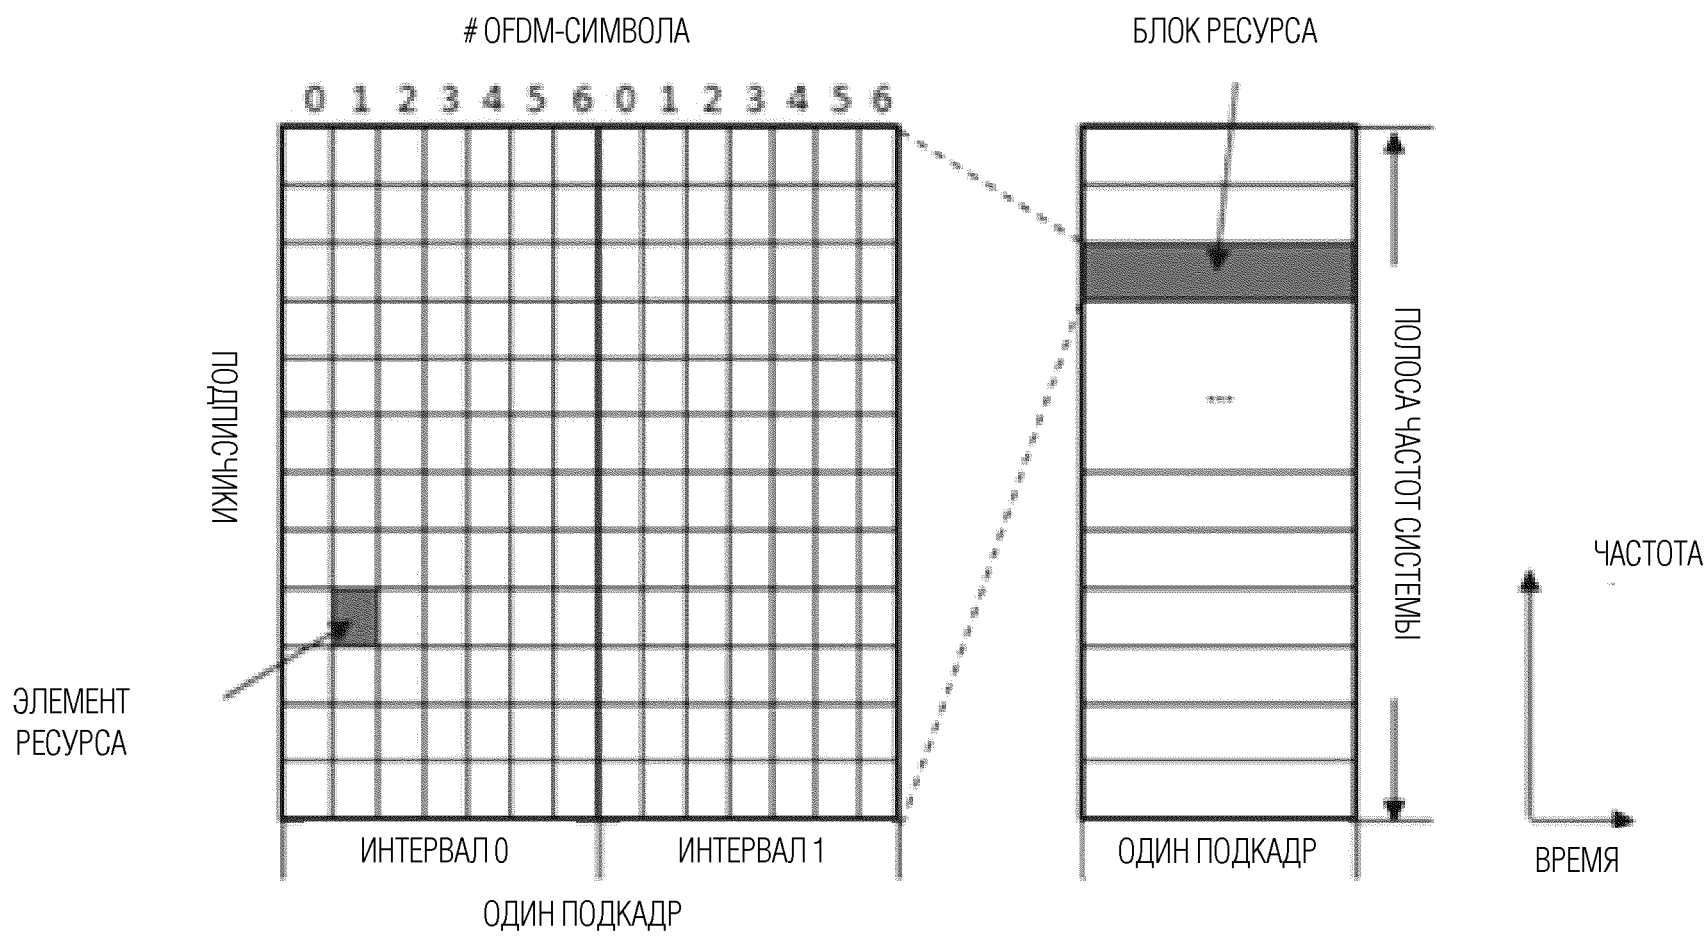 # OFDM-СИМВОЛА
БЛОК РЕСУРСА
0 1 2 3 4 5 6 0 1 2 3 4 5 6
ПОДПИСЧИКИ
ПОЛОСА ЧАСТОТ СИСТЕМЫ
ЧАСТОТА
ЭЛЕМЕНТ
РЕСУРСА
ИНТЕРВАЛ 0
ИНТЕРВАЛ 1
ОДИН ПОДКАДР
ВРЕМЯ
ОДИН ПОДКАДР